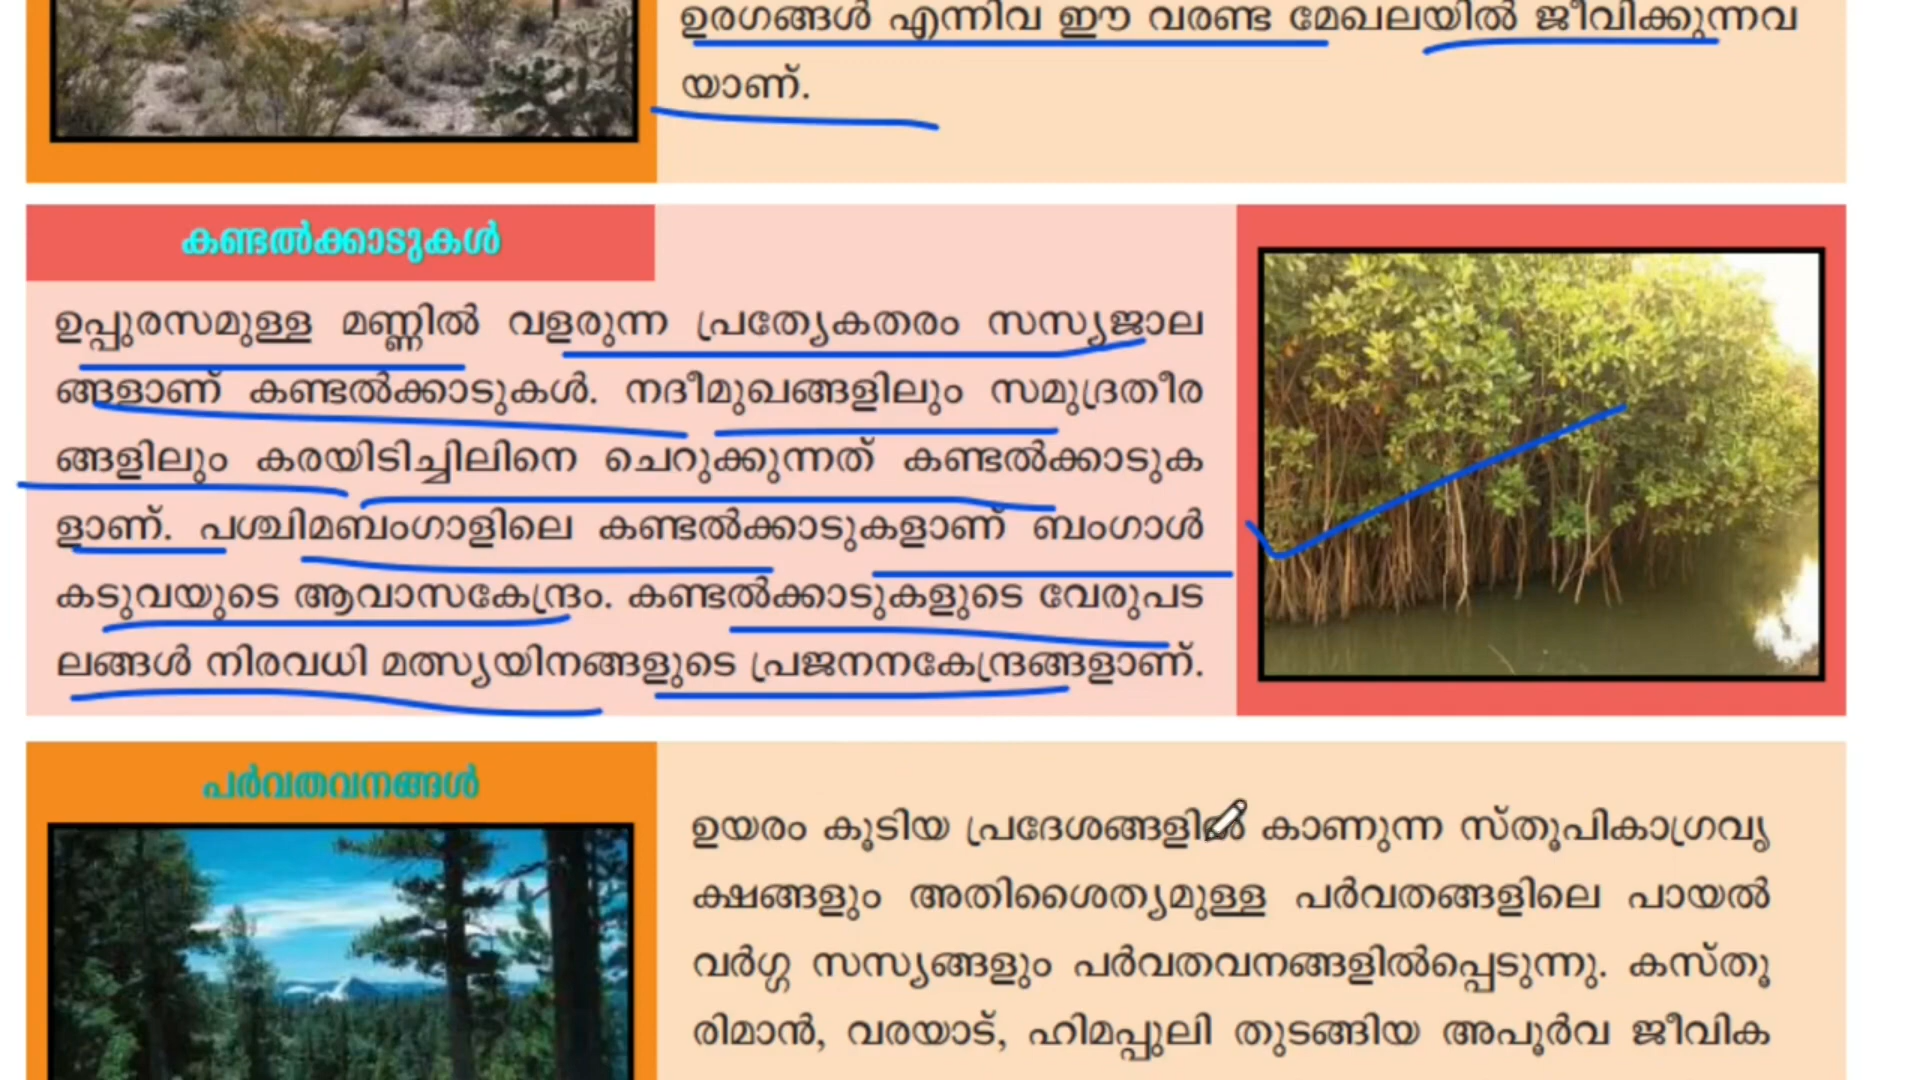 ഉരഗങ്ങൾ എന്നിവ ഈ വരണ്ട മേഖലയിൽ ജീവിക്കുന്നവ
യാണ്.
കണ്ടൽക്കാടുകൾ
ഉപ്പുരസമുള്ള മണ്ണിൽ വളരുന്ന പ്രത്യേകതരം സസ്യജാല
ങ്ങളാണ് കണ്ടൽക്കാടുകൾ. നദീമുഖങ്ങളിലും സമുദ്രതീര
ങ്ങളിലും കരയിടിച്ചിലിനെ ചെറുക്കുന്നത് കണ്ടൽക്കാടുക
ളാണ്. പശ്ചിമബംഗാളിലെ കണ്ടൽക്കാടുകളാണ് ബംഗാൾ
കടുവയുടെ ആവാസകേന്ദ്രം. കണ്ടൽക്കാടുകളുടെ വേരുപട
ലങ്ങൾ നിരവധി മത്സ്യയിനങ്ങളുടെ പ്രജനനകേന്ദ്രങ്ങളാണ്.
പർവതവനങ്ങൾ
ഉയരം കൂടിയ പ്രദേശങ്ങളിൽ കാണുന്ന സ്തൂപികാഗ്രവൃ
ക്ഷങ്ങളും അതിശൈത്യമുള്ള പർവതങ്ങളിലെ പായൽ
വർഗ്ഗ സസ്യങ്ങളും പർവതവനങ്ങളിൽപ്പെടുന്നു. കസ്തൂ
രിമാൻ, വരയാട്, ഹിമപ്പുലി തുടങ്ങിയ അപൂർവ ജീവിക